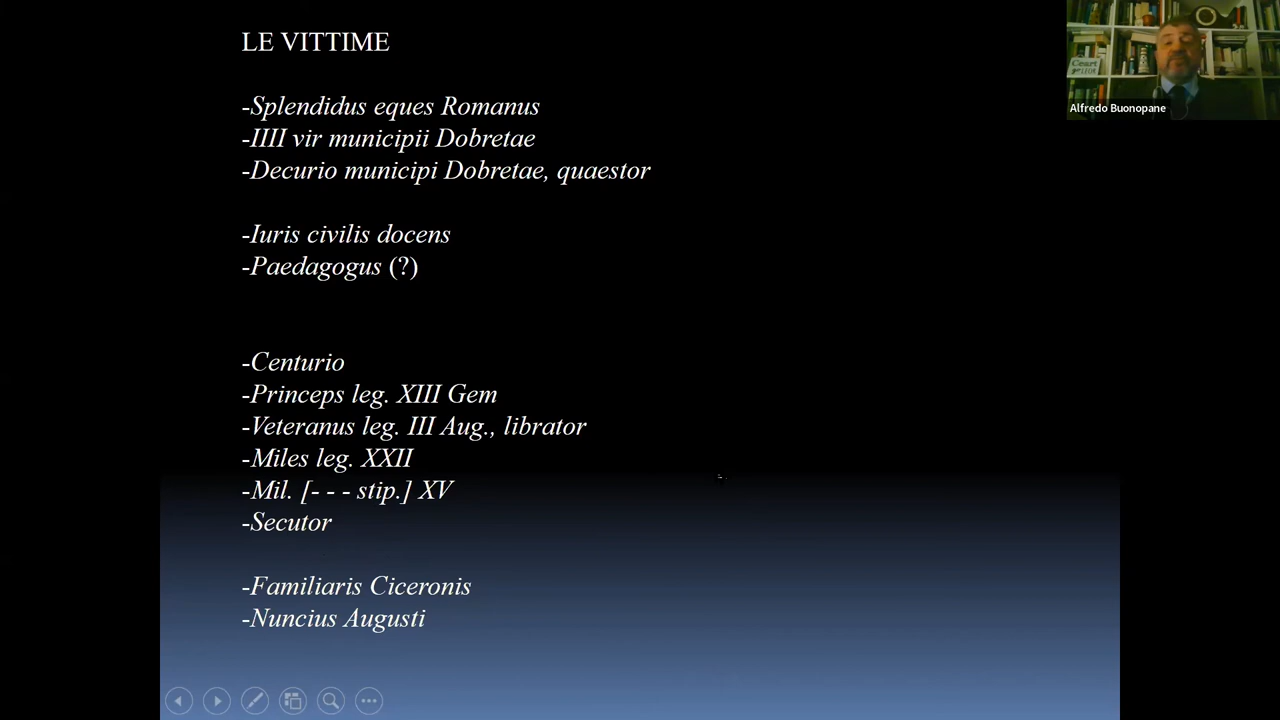 LE VITTIME
-Splendidus eques Romanus
-IIII vir municipii Dobretae
-Decurio municipi Dobretae, quaestor
-Iuris civilis docens
-Paedagogus (?)
-Centurio
-Princeps leg. XIII Gem
-Veteranus leg. III Aug., librator
-Miles leg. XXII
-Mil. [- - - stip.] XV
-Secutor
-Familiaris Ciceronis
-Nuncius Augusti
Alfredo Buonopane